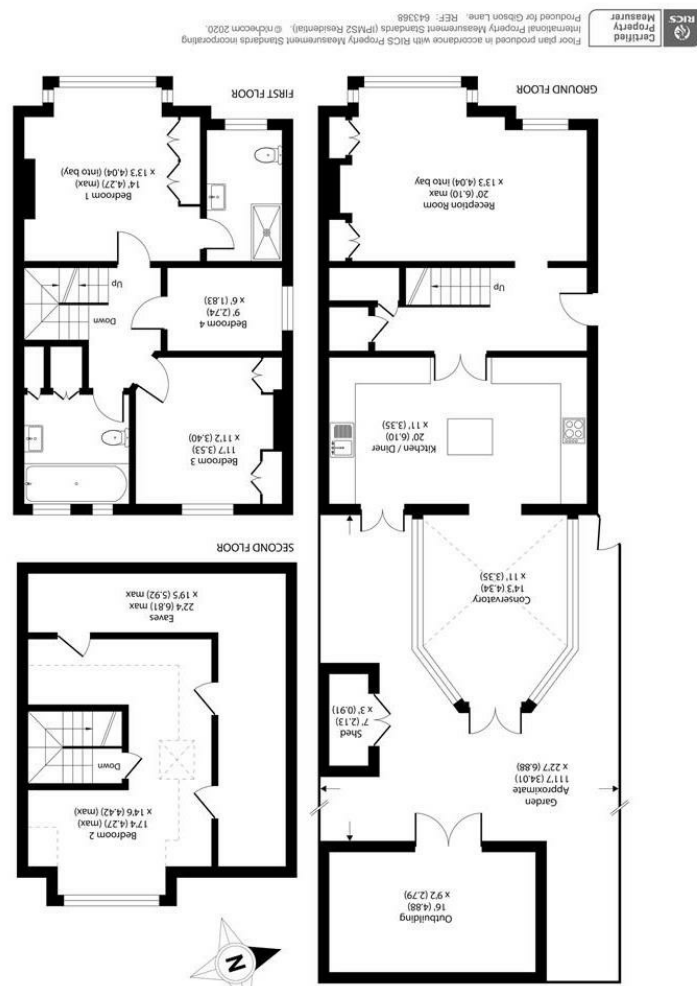 N
Outbuilding
16' (4.88)
x 9'2 (2.79)
Garden
Approximate
111'7 (34.01)
x 22'7 (6.88)
Shed
7' (2.13)
x 3' (0.91)
Conservatory
14'3 (4.34)
x 11' (3.35)
Kitchen / Diner
20' (6.10)
x 11' (3.35)
Up
Reception Room
20' (6.10) max
x 13'3 (4.04) into bay
GROUND FLOOR
Bedroom 2
17'4 (4.27) (max)
x 14'6 (4.42) (max)
Down
Eaves
22'4 (6.81) max
x 19'5 (5.92) max
SECOND FLOOR
Bedroom 3
11'7 (3.53)
x 11'2 (3.40)
Bedroom 4
9' (2.74)
x 6' (1.83)
Down
Up
Bedroom 1
14' (4.27) (max)
x 13'3 (4.04) into bay)
FIRST FLOOR
RICS
Certified
Property
Measurer
Floor plan produced in accordance with RICS Property Measurement Standards incorporating
International Property Measurement Standards (IPMS2 Residential). © nichecom 2020.
Produced for Gibson Lane. REF: 643368